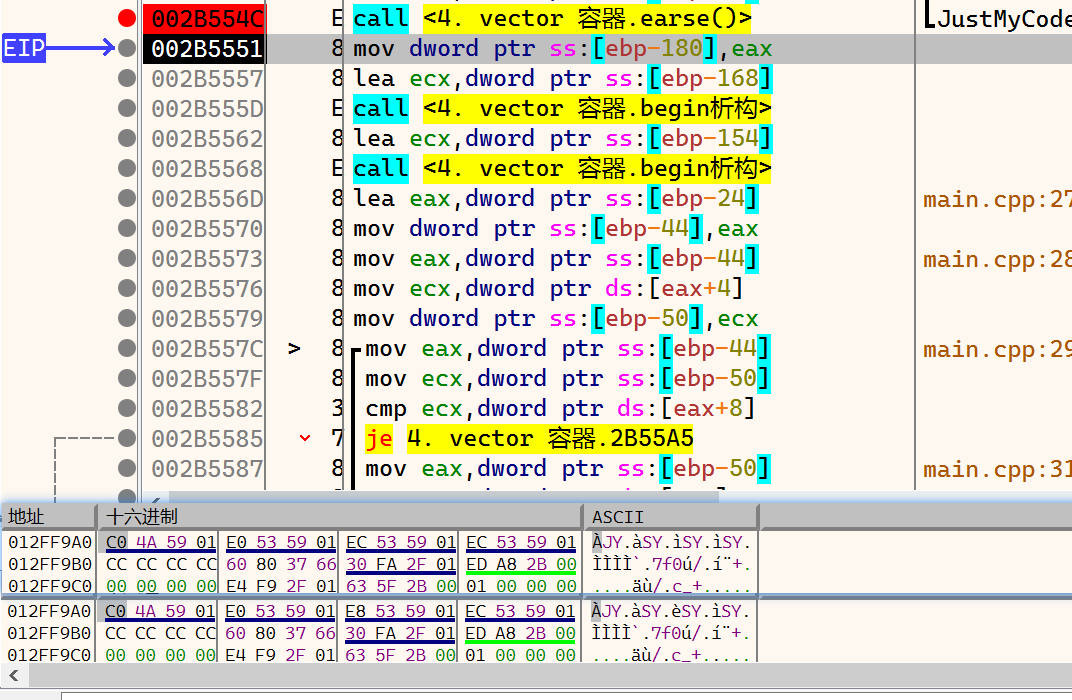 002B554C E call <4. vector 容器.earse()> JustMyCode
EIP 002B5551 8 mov dword ptr ss:[ebp-180],eax
002B5557 8 lea ecx,dword ptr ss:[ebp-168]
002B555D E call <4. vector 容器.begin析构>
002B5562 8 lea ecx,dword ptr ss:[ebp-154]
002B5568 E call <4. vector 容器.begin析构>
002B556D 8 lea eax,dword ptr ss:[ebp-24] main.cpp:27
002B5570 8 mov dword ptr ss:[ebp-44],eax
002B5573 8 mov eax,dword ptr ss:[ebp-44] main.cpp:28
002B5576 8 mov ecx,dword ptr ds:[eax+4]
002B5579 8 mov dword ptr ss:[ebp-50],ecx
002B557C > 8 mov eax,dword ptr ss:[ebp-44] main.cpp:29
002B557F 8 mov ecx,dword ptr ss:[ebp-50]
002B5582 3 cmp ecx,dword ptr ds:[eax+8]
002B5585 7 je 4. vector 容器.2B55A5
002B5587 8 mov eax,dword ptr ss:[ebp-50] main.cpp:31
地址 十六进制 ASCII
012FF9A0 C0 4A 59 01 E0 53 59 01 EC 53 59 01 EC 53 59 01 ÀJY.àSY.ìSY.ìSY.
012FF9B0 CC CC CC CC 60 80 37 66 30 FA 2F 01 ED A8 2B 00 ÌÌÌÌ`.7f0ú/.í¨+.
012FF9C0 00 00 00 00 E4 F9 2F 01 63 5F 2B 00 01 00 00 00 ....äù/.c_+.....
012FF9A0 C0 4A 59 01 E0 53 59 01 E8 53 59 01 EC 53 59 01 ÀJY.àSY.èSY.ìSY.
012FF9B0 CC CC CC CC 60 80 37 66 30 FA 2F 01 ED A8 2B 00 ÌÌÌÌ`.7f0ú/.í¨+.
012FF9C0 00 00 00 00 E4 F9 2F 01 63 5F 2B 00 01 00 00 00 ....äù/.c_+.....